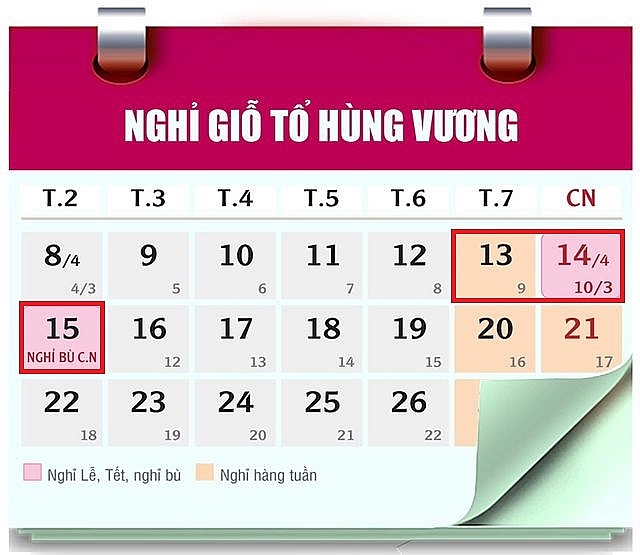 NGHỈ GIỖ TỔ HÙNG VƯƠNG
T.2 T.3 T.4 T.5 T.6 T.7 CN
8/4 9 10 11 12 13 14/4
4/3 5 6 7 8 9 10/3
15 16 17 18 19 20 21
NGHỈ BÙ C.N 12 13 14 15 16 17
22 23 24 25 26
18 19 20 21 22
Nghỉ Lễ, Tết, nghỉ bù Nghỉ hàng tuần